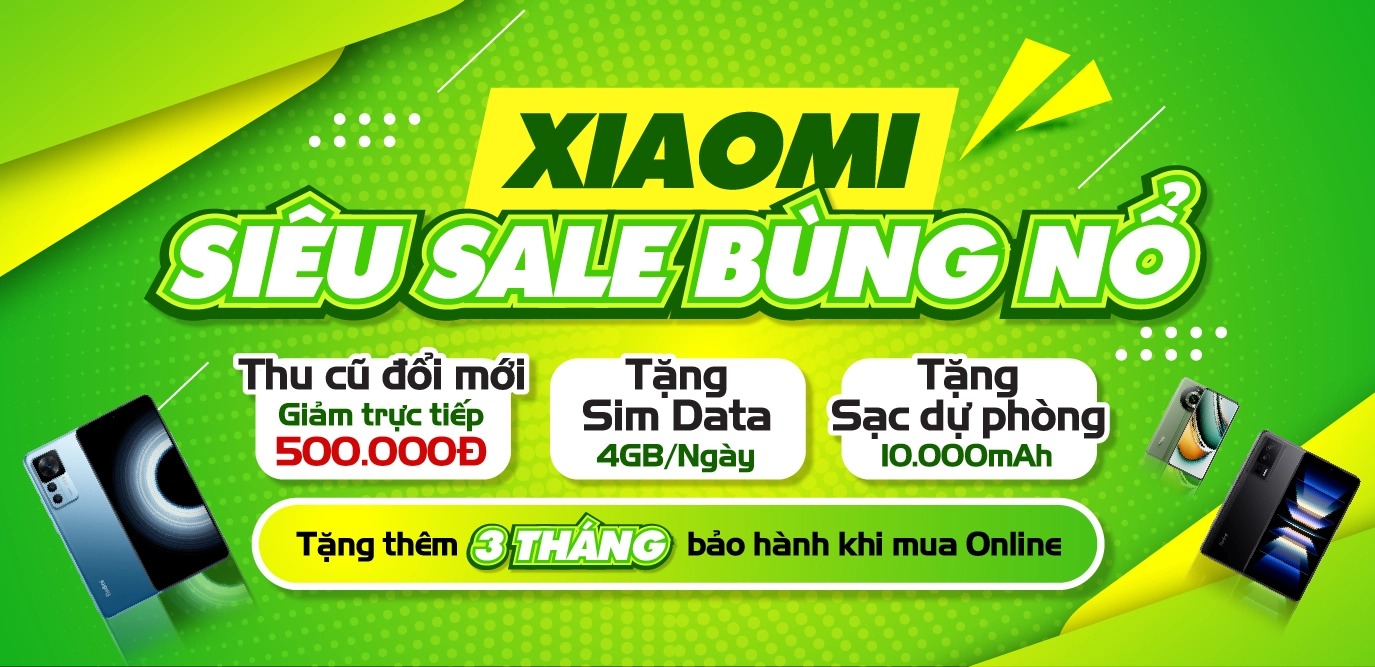 XIAOMI
SIÊU SALE BÙNG NỔ
Thu cũ đổi mới
Giảm trực tiếp
500.000Đ
Tặng
Sim Data
4GB/Ngày
Tặng
Sạc dự phòng
10.000mAh
Tặng thêm 3 THÁNG bảo hành khi mua Online
Redmi